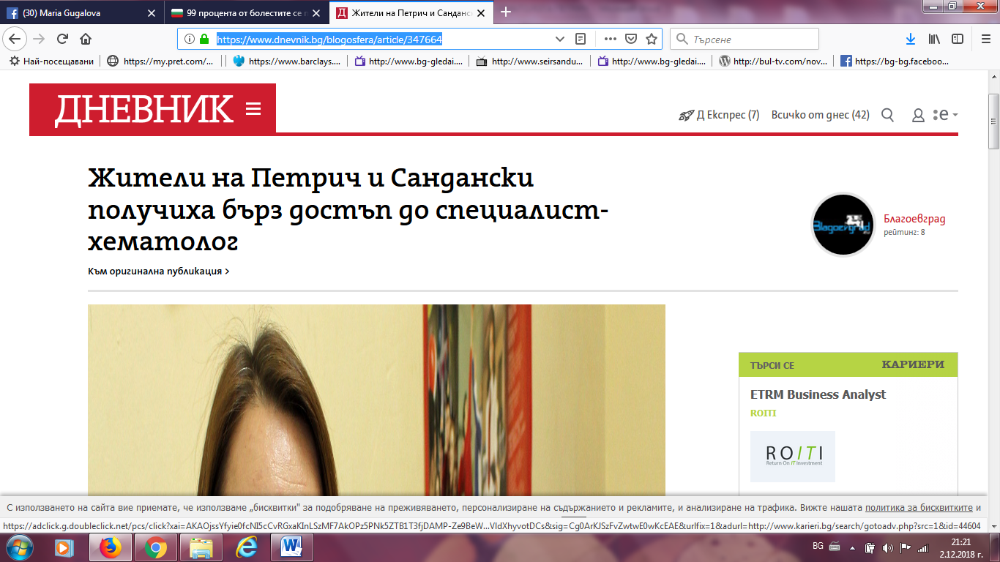 (30) Maria Gugalova
99 процента от болестите се п
Жители на Петрич и Санданс
https://www.dnevnik.bg/blogosfera/article/347664
Търсене
Най-посещавани
https://my.pret.com/...
https://www.barclays....
http://www.bg-gledai....
http://www.seirsandu...
http://www.bg-gledai....
http://bul-tv.com/nov...
https://bg-bg.faceboo...
ДНЕВНИК
Д Експрес (7)
Всичко от днес (42)
:e
Жители на Петрич и Сандански
получиха бърз достъп до специалист-
хематолог
Към оригинална публикация >
Blagoevgrad
Благоевград
рейтинг: 8
ТЪРСИ СЕ
КАРИЕРИ
ETRM Business Analyst
ROITI
ROITI
Return On IT Investment
С използването на сайта вие приемате, че използваме „бисквитки" за подобряване на преживяването, персонализиране на съдържанието и рекламите, и анализиране на трафика. Вижте нашата политика за бисквитките и
https://adclick.g.doubleclick.net/pcs/click?xai=AKAOjssYfyie0fcNI5cCvRGxaKInLSzMF7AkOPz5PNk5ZTB1T3fjDAMP-Ze9BeW...VldXhyvotDCs&sig=Cg0ArKJSzFvZwtwE0wKcEAE&urlfix=1&adurl=http://www.karieri.bg/search/gotoadv.php?src=1&id=44604
BG
21:21
2.12.2018 г.